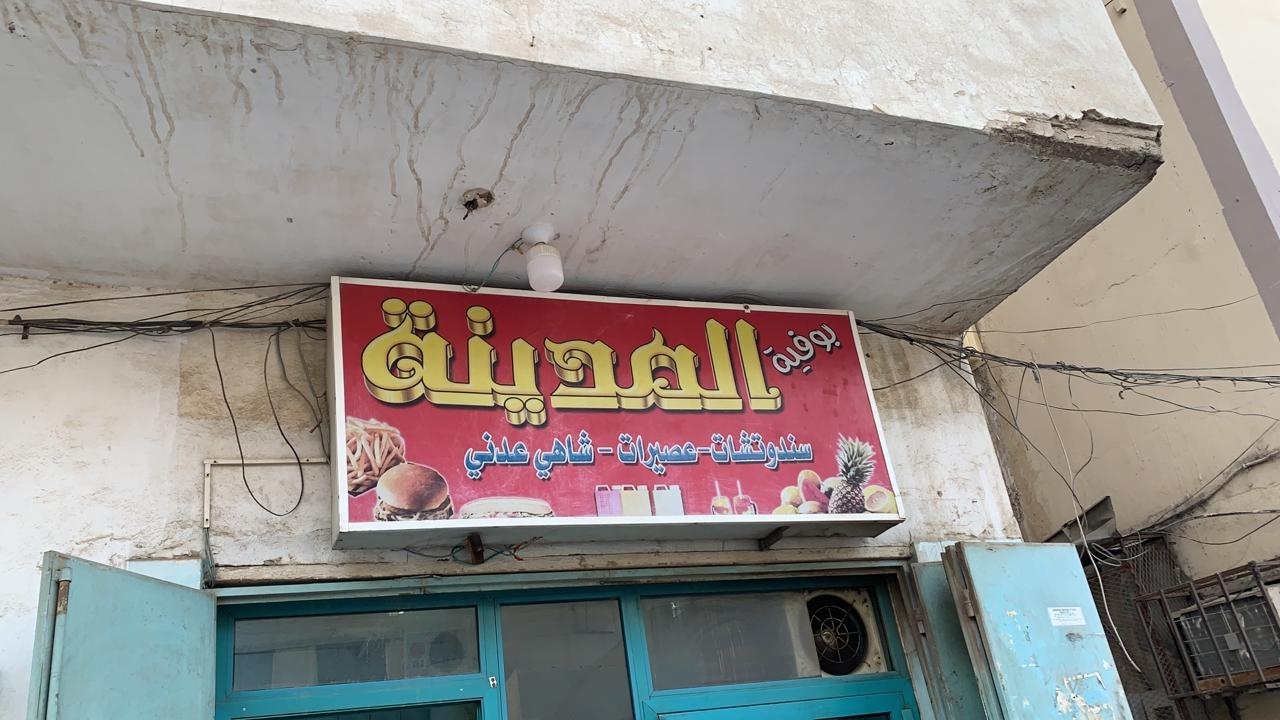 بوفية المدينة
سندوتشات - عصيرات - شاهي عدني